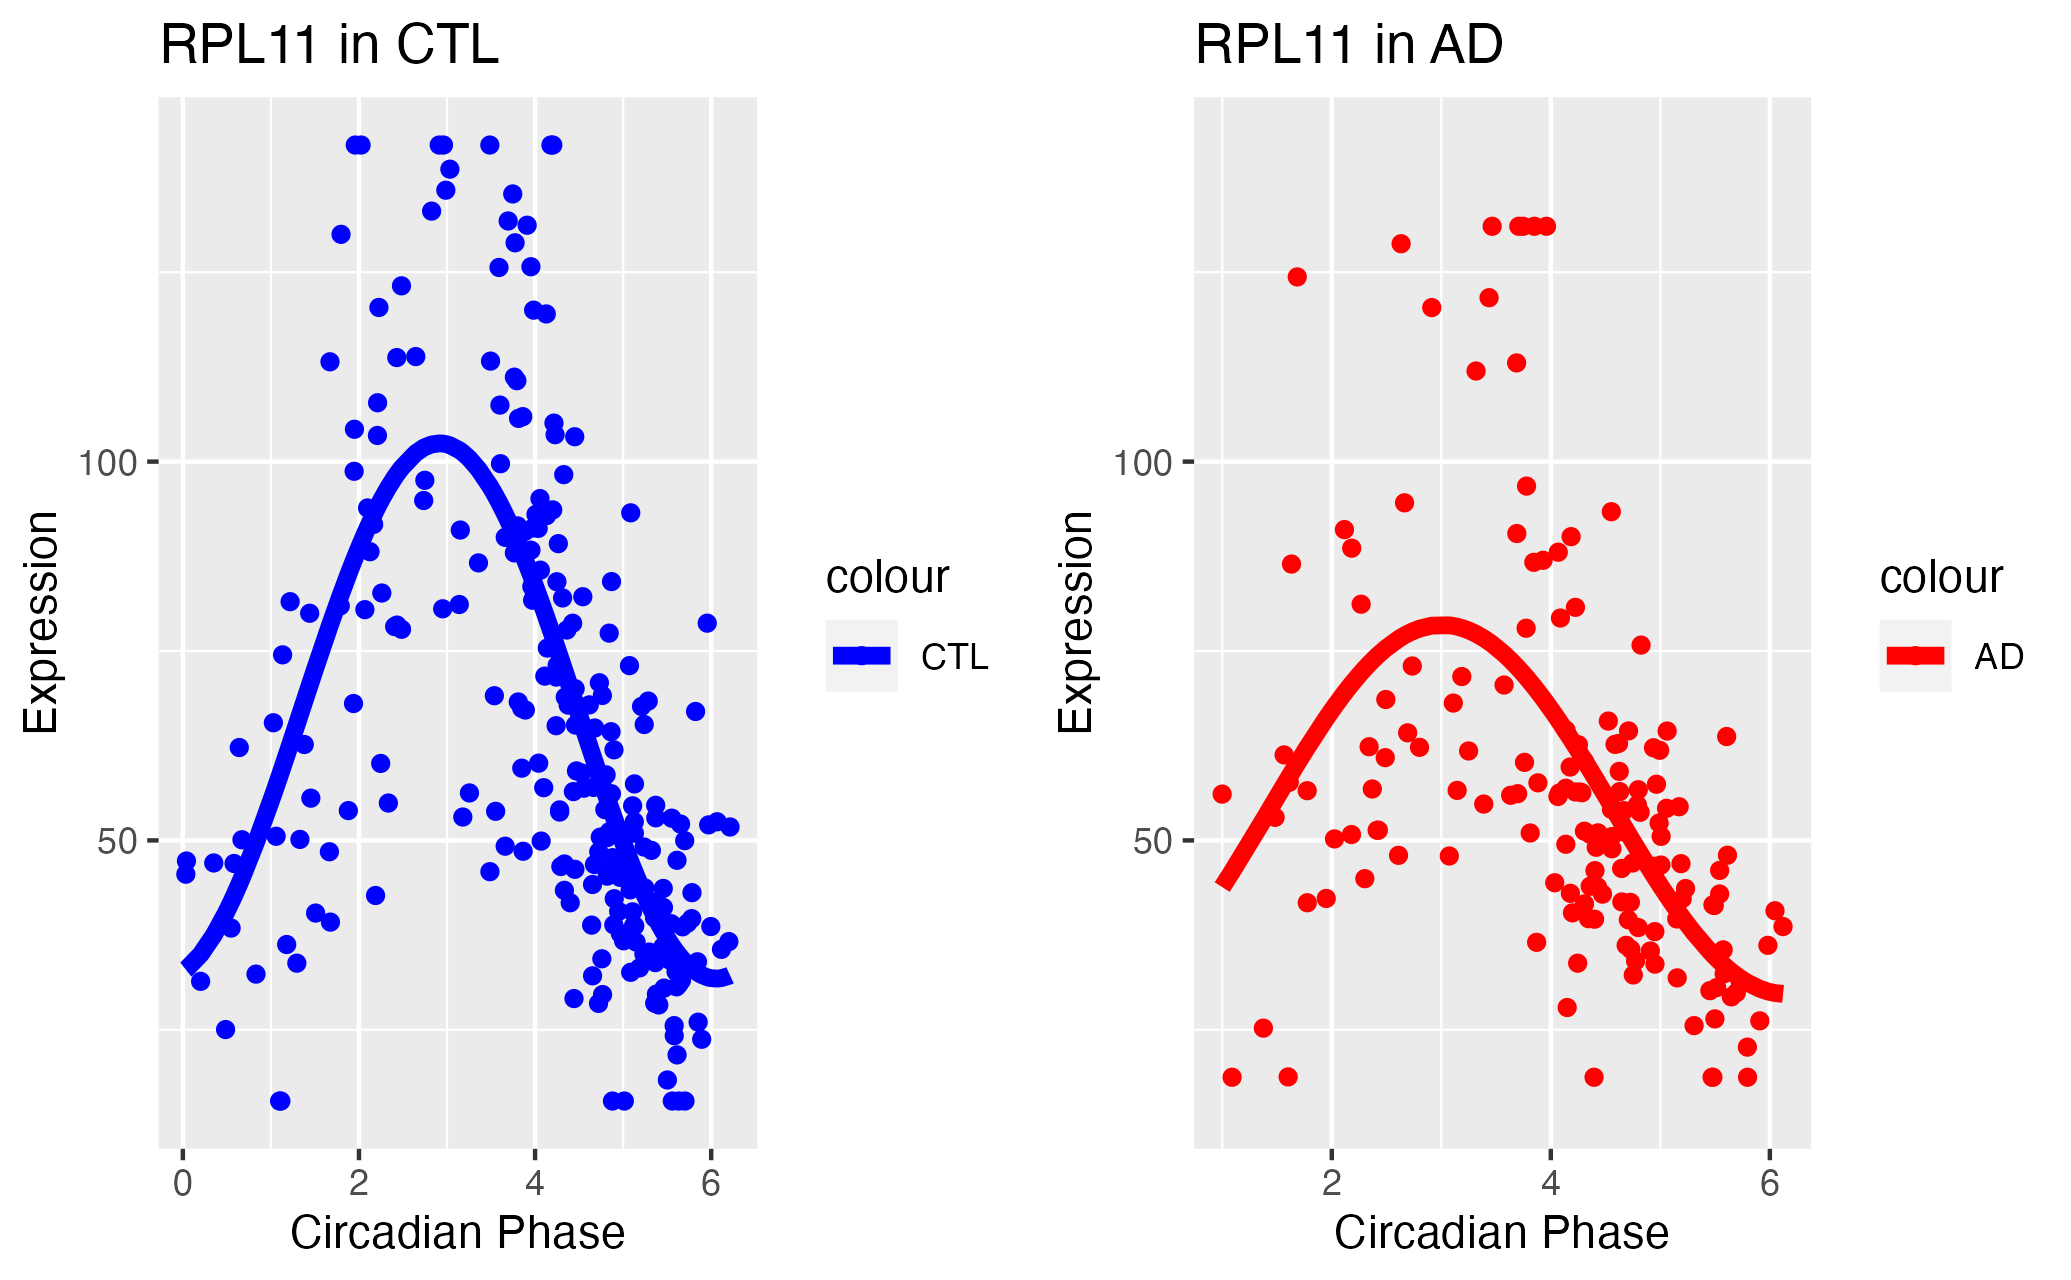 RPL11 in CTL
Expression
100
50
0 2 4 6
Circadian Phase
colour
CTL
RPL11 in AD
Expression
100
50
2 4 6
Circadian Phase
colour
AD